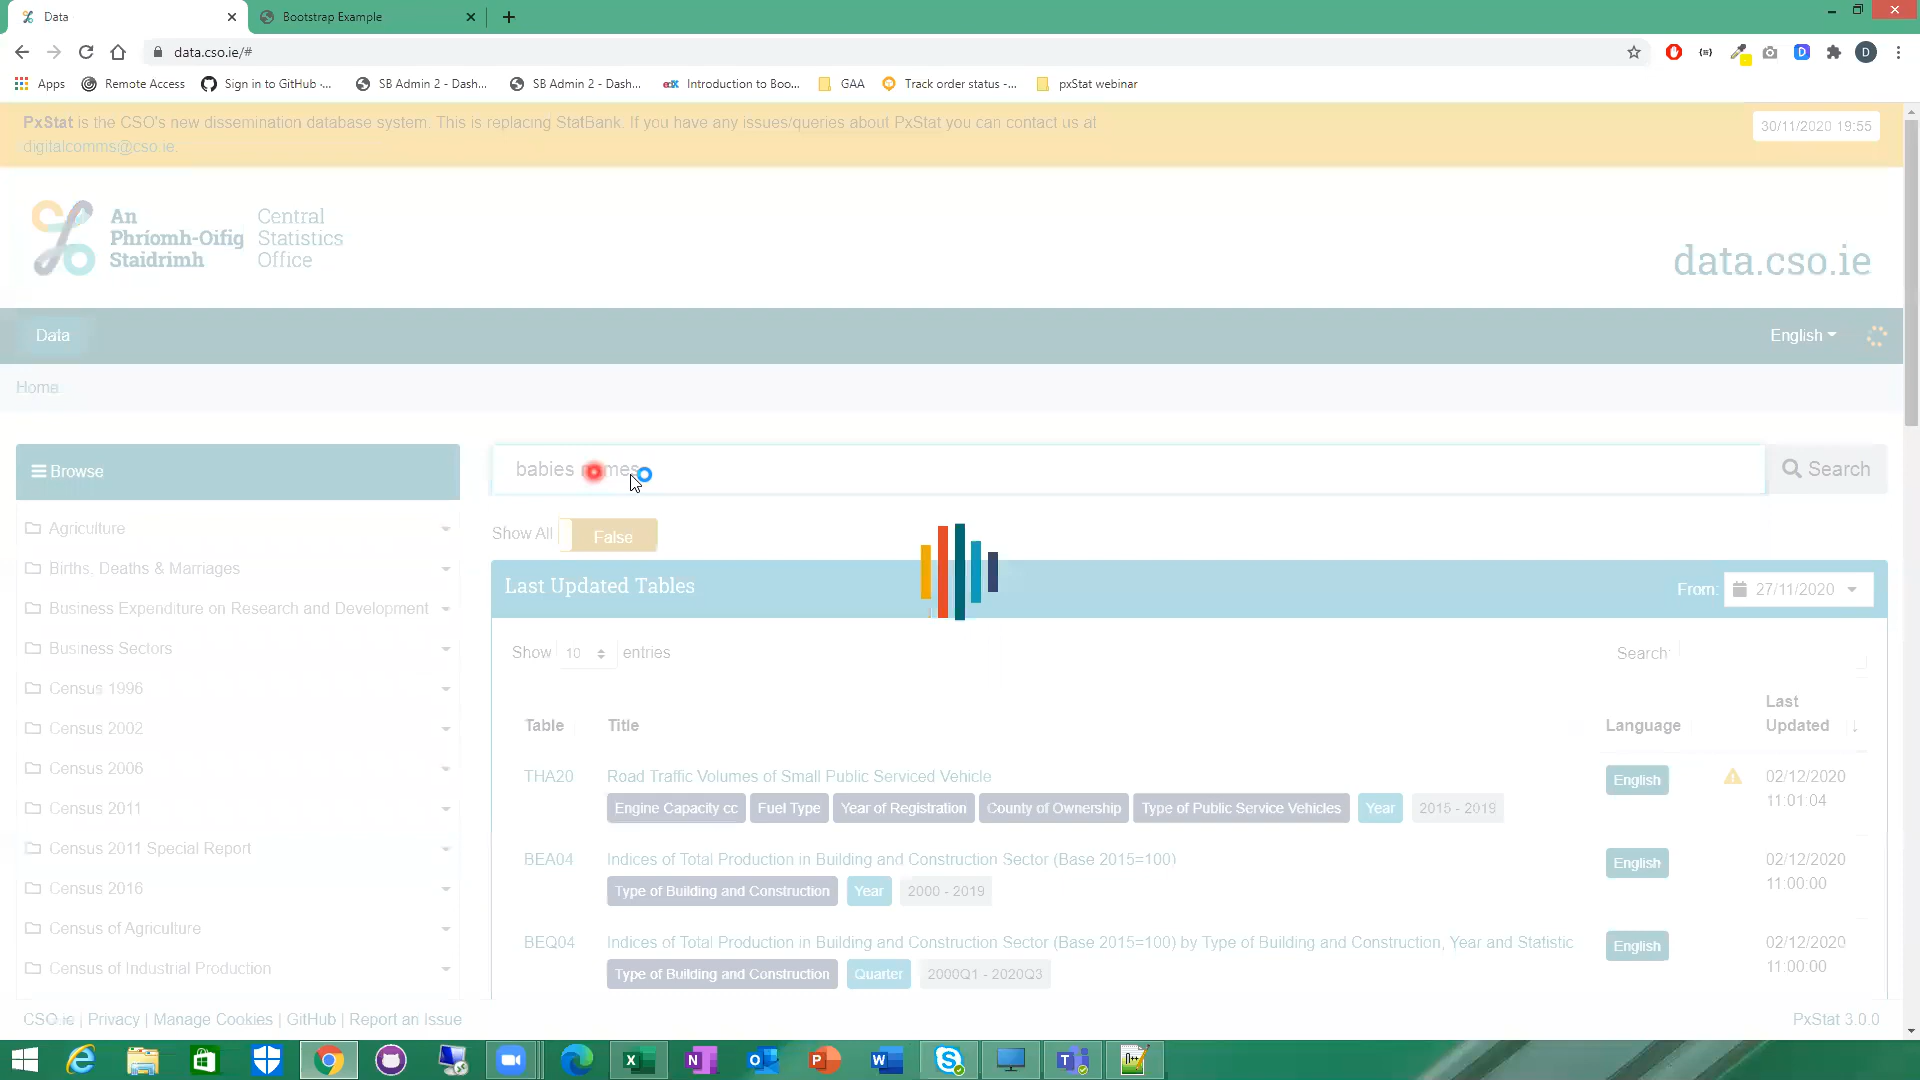 Data
Bootstrap Example
data.cso.ie/#
Apps
Remote Access
Sign in to GitHub ·...
SB Admin 2 - Dash...
SB Admin 2 - Dash...
Introduction to Boo...
GAA
Track order status -...
pxStat webinar
PxStat is the CSO's new dissemination database system. This is replacing StatBank. If you have any issues/queries about PxStat you can contact us at
digitalcomms@cso.ie.
30/11/2020 19:55
An
Phríomh-Oifig
Staidrimh
Central
Statistics
Office
data.cso.ie
Data
English
Home
Browse
babies names
Search
Agriculture
Births, Deaths & Marriages
Business Expenditure on Research and Development
Business Sectors
Census 1996
Census 2002
Census 2006
Census 2011
Census 2011 Special Report
Census 2016
Census of Agriculture
Census of Industrial Production
Show All False
Last Updated Tables
From: 27/11/2020
Show 10 entries
Search:
Table Title Language Last Updated
THA20 Road Traffic Volumes of Small Public Serviced Vehicle English 02/12/2020 11:01:04
Engine Capacity cc Fuel Type Year of Registration County of Ownership Type of Public Service Vehicles Year 2015 - 2019
BEA04 Indices of Total Production in Building and Construction Sector (Base 2015=100) English 02/12/2020 11:00:00
Type of Building and Construction Year 2000 - 2019
BEQ04 Indices of Total Production in Building and Construction Sector (Base 2015=100) by Type of Building and Construction, Year and Statistic English 02/12/2020 11:00:00
Type of Building and Construction Quarter 2000Q1 - 2020Q3
CSO.ie | Privacy | Manage Cookies | GitHub | Report an Issue
PxStat 3.0.0